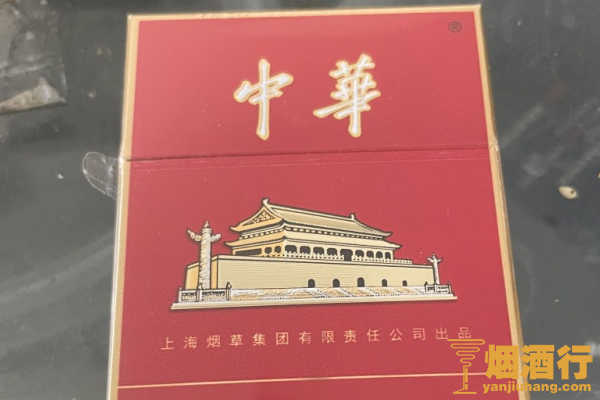 ®
中華
上海烟草集团有限责任公司出品
烟酒行
yanjiuhang.com